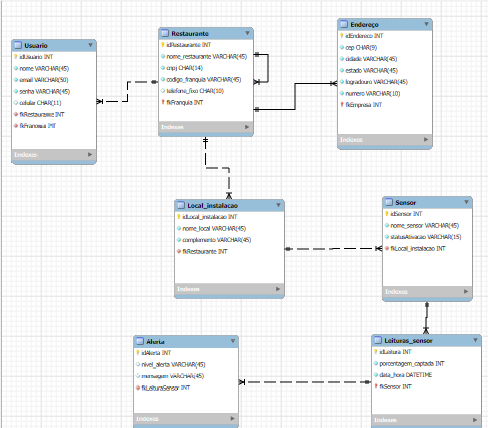 Usuario
idUsuario INT
nome VARCHAR(45)
email VARCHAR(50)
senha VARCHAR(45)
celular CHAR(11)
fkRestaurante INT
fkFranquia INT
Indexes
Restaurante
idRestaurante INT
nome_restaurante VARCHAR(45)
cnpj CHAR(14)
codigo_franquia VARCHAR(45)
telefone_fixo CHAR(10)
fkFranquia INT
Indexes
Endereço
idEndereco INT
cep CHAR(9)
cidade VARCHAR(45)
estado VARCHAR(45)
logradouro VARCHAR(45)
numero VARCHAR(10)
fkEmpresa INT
Indexes
Local_instalacao
idLocal_instalacao INT
nome_local VARCHAR(45)
complemento VARCHAR(45)
fkRestaurante INT
Indexes
Sensor
idSensor INT
nome_sensor VARCHAR(45)
statusAtivacao VARCHAR(15)
fkLocal_instalacao INT
Indexes
Alerta
idAlerta INT
nivel_alerta VARCHAR(45)
mensagem VARCHAR(45)
fkLeituraSensor INT
Indexes
Leituras_sensor
idLeitura INT
porcentagem_captada INT
data_hora DATETIME
fkSensor INT
Indexes